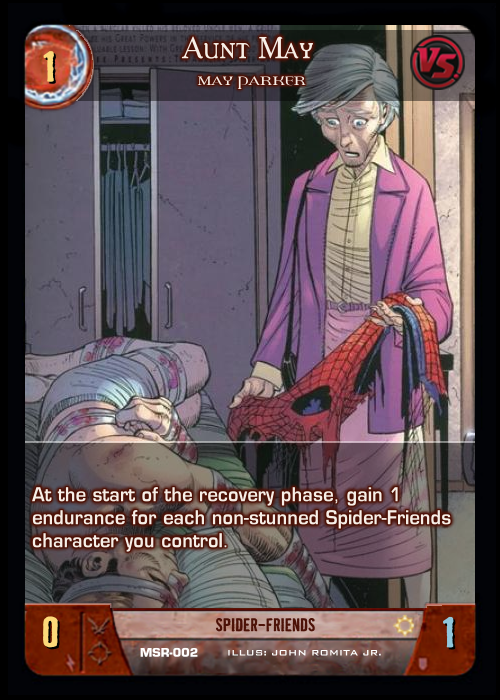 1
AUNT MAY
VS.
MAY PARKER
At the start of the recovery phase, gain 1
endurance for each non-stunned Spider-Friends
character you control.
0
SPIDER-FRIENDS
1
MSR-002 ILLUS: JOHN ROMITA JR.